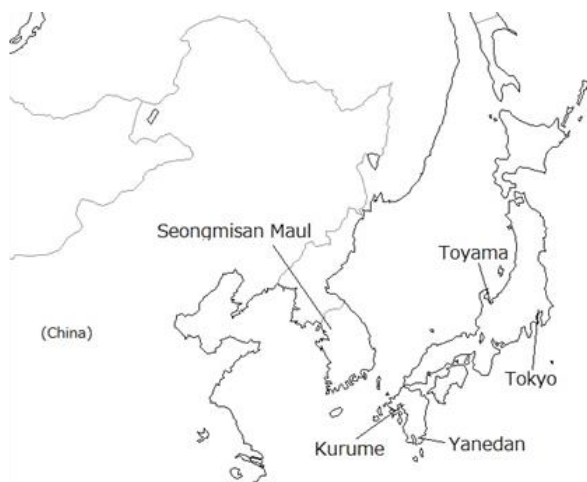 Seongmisan Maul
Toyama
(China)
Tokyo
Kurume
Yanedan